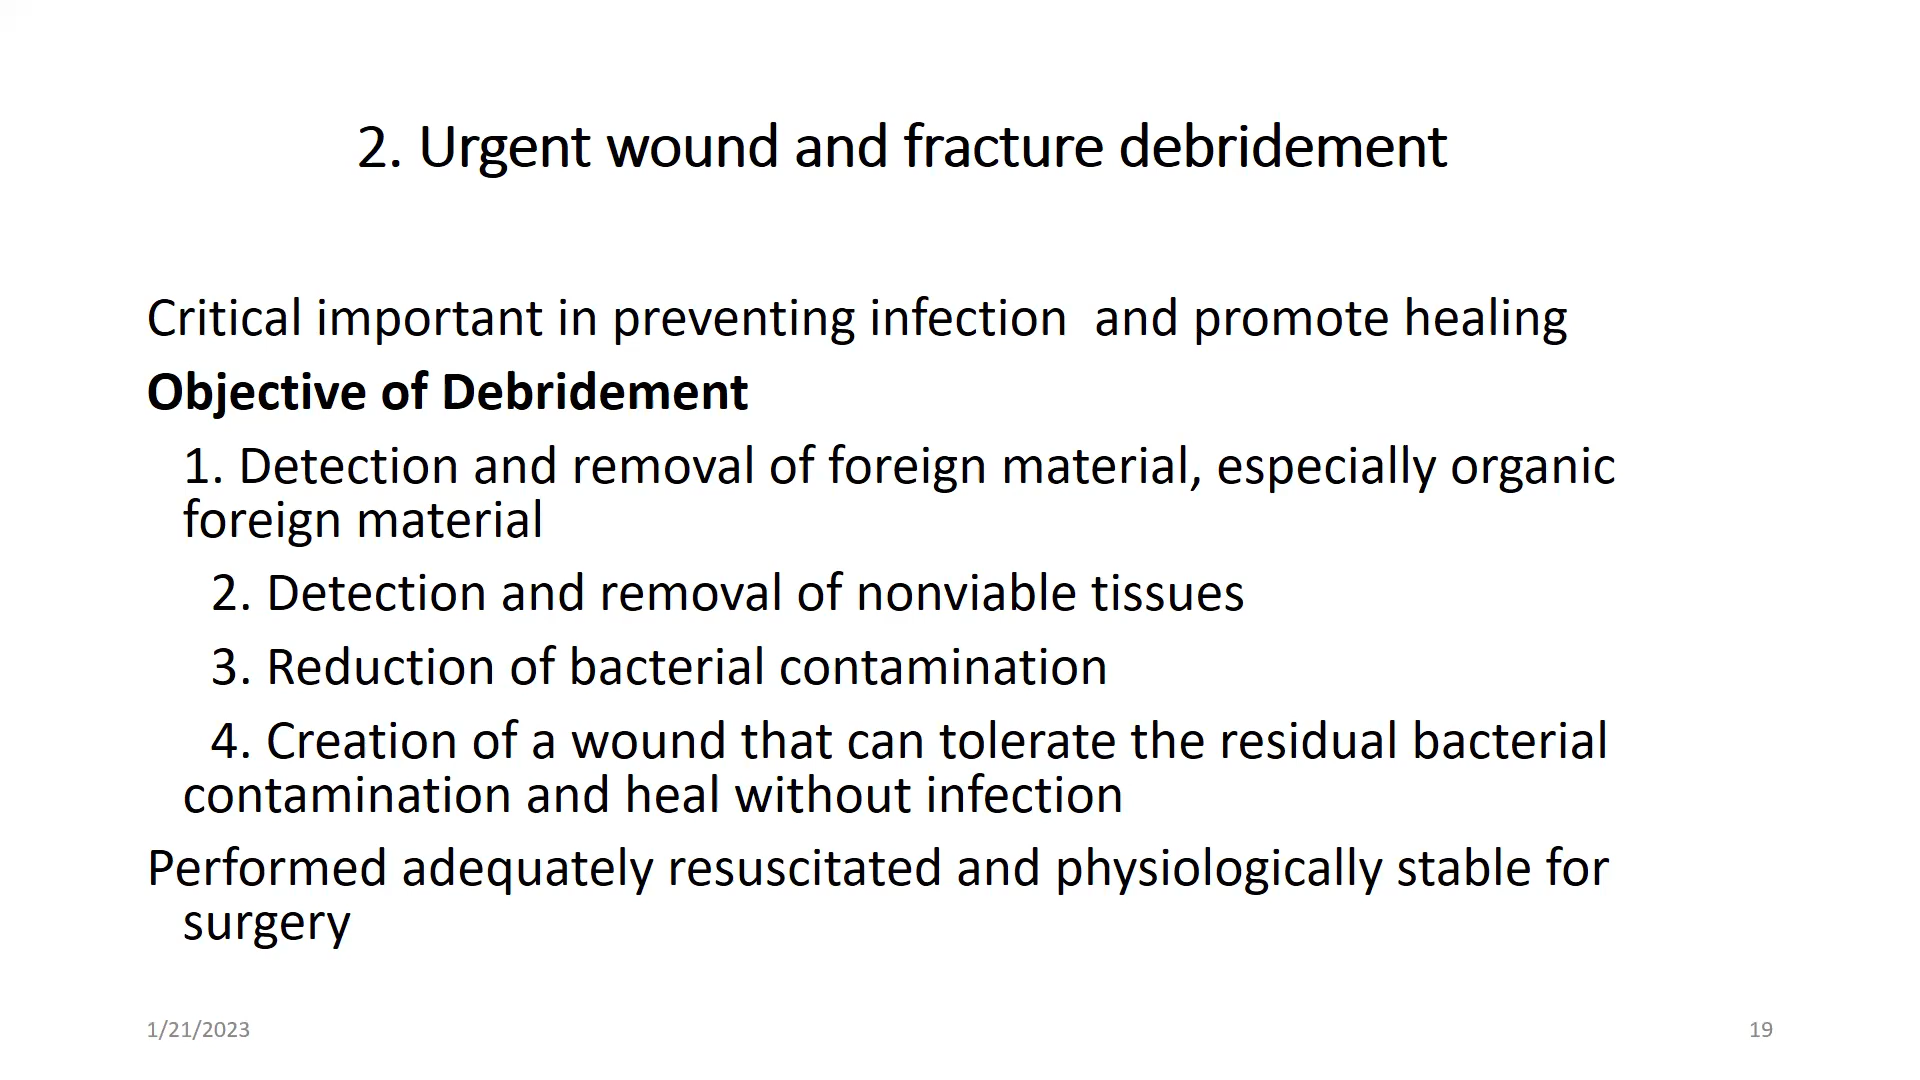 2. Urgent wound and fracture debridement
Critical important in preventing infection  and promote healing
Objective of Debridement
1. Detection and removal of foreign material, especially organic
foreign material
2. Detection and removal of nonviable tissues
3. Reduction of bacterial contamination
4. Creation of a wound that can tolerate the residual bacterial
contamination and heal without infection
Performed adequately resuscitated and physiologically stable for
surgery
1/21/2023
19